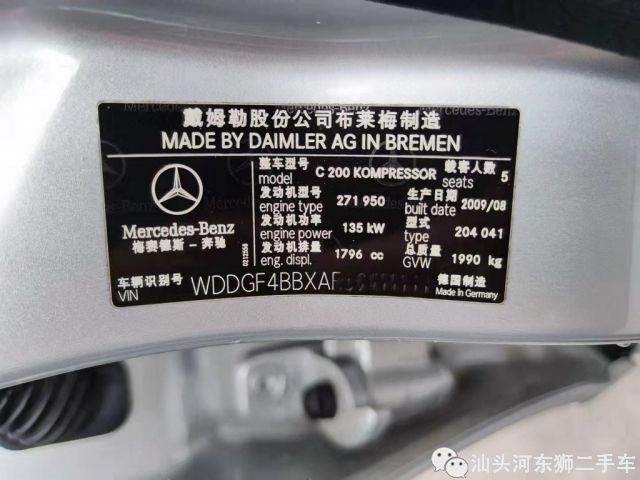 戴姆勒股份公司布莱梅制造
MADE BY DAIMLER AG IN BREMEN
Mercedes-Benz
梅赛德斯-奔驰
整车型号 C 200 KOMPRESSOR 载客人数 5
model seats
发动机型号 271 950 生产日期 2009/08
engine type built date
发动机功率 135 kW 型式 204 041
engine power type
发动机排量 1796 cc 总重 1990 kg
eng. displ. GVW
车辆识别号 WDDGF4BBXAF 德国制造
VIN Made in Germany
汕头河东狮二手车